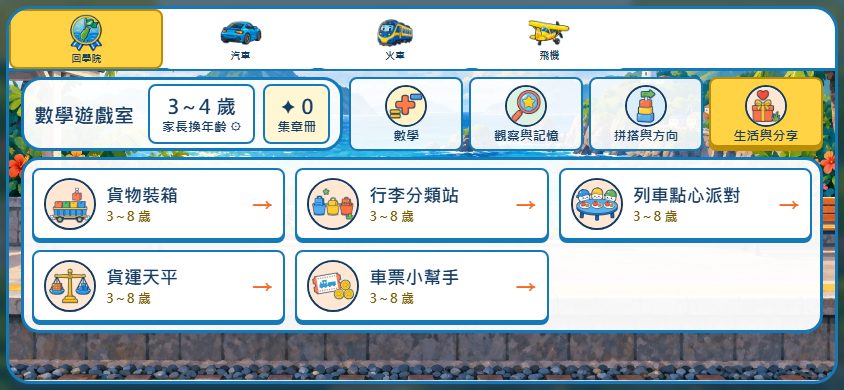 回學院
汽車
火車
飛機
數學遊戲室
3~4 歲
家長換年齡
✦ 0
集章冊
數學
觀察與記憶
拼搭與方向
生活與分享
貨物裝箱
3~8 歲
行李分類站
3~8 歲
列車點心派對
3~8 歲
貨運天平
3~8 歲
車票小幫手
3~8 歲